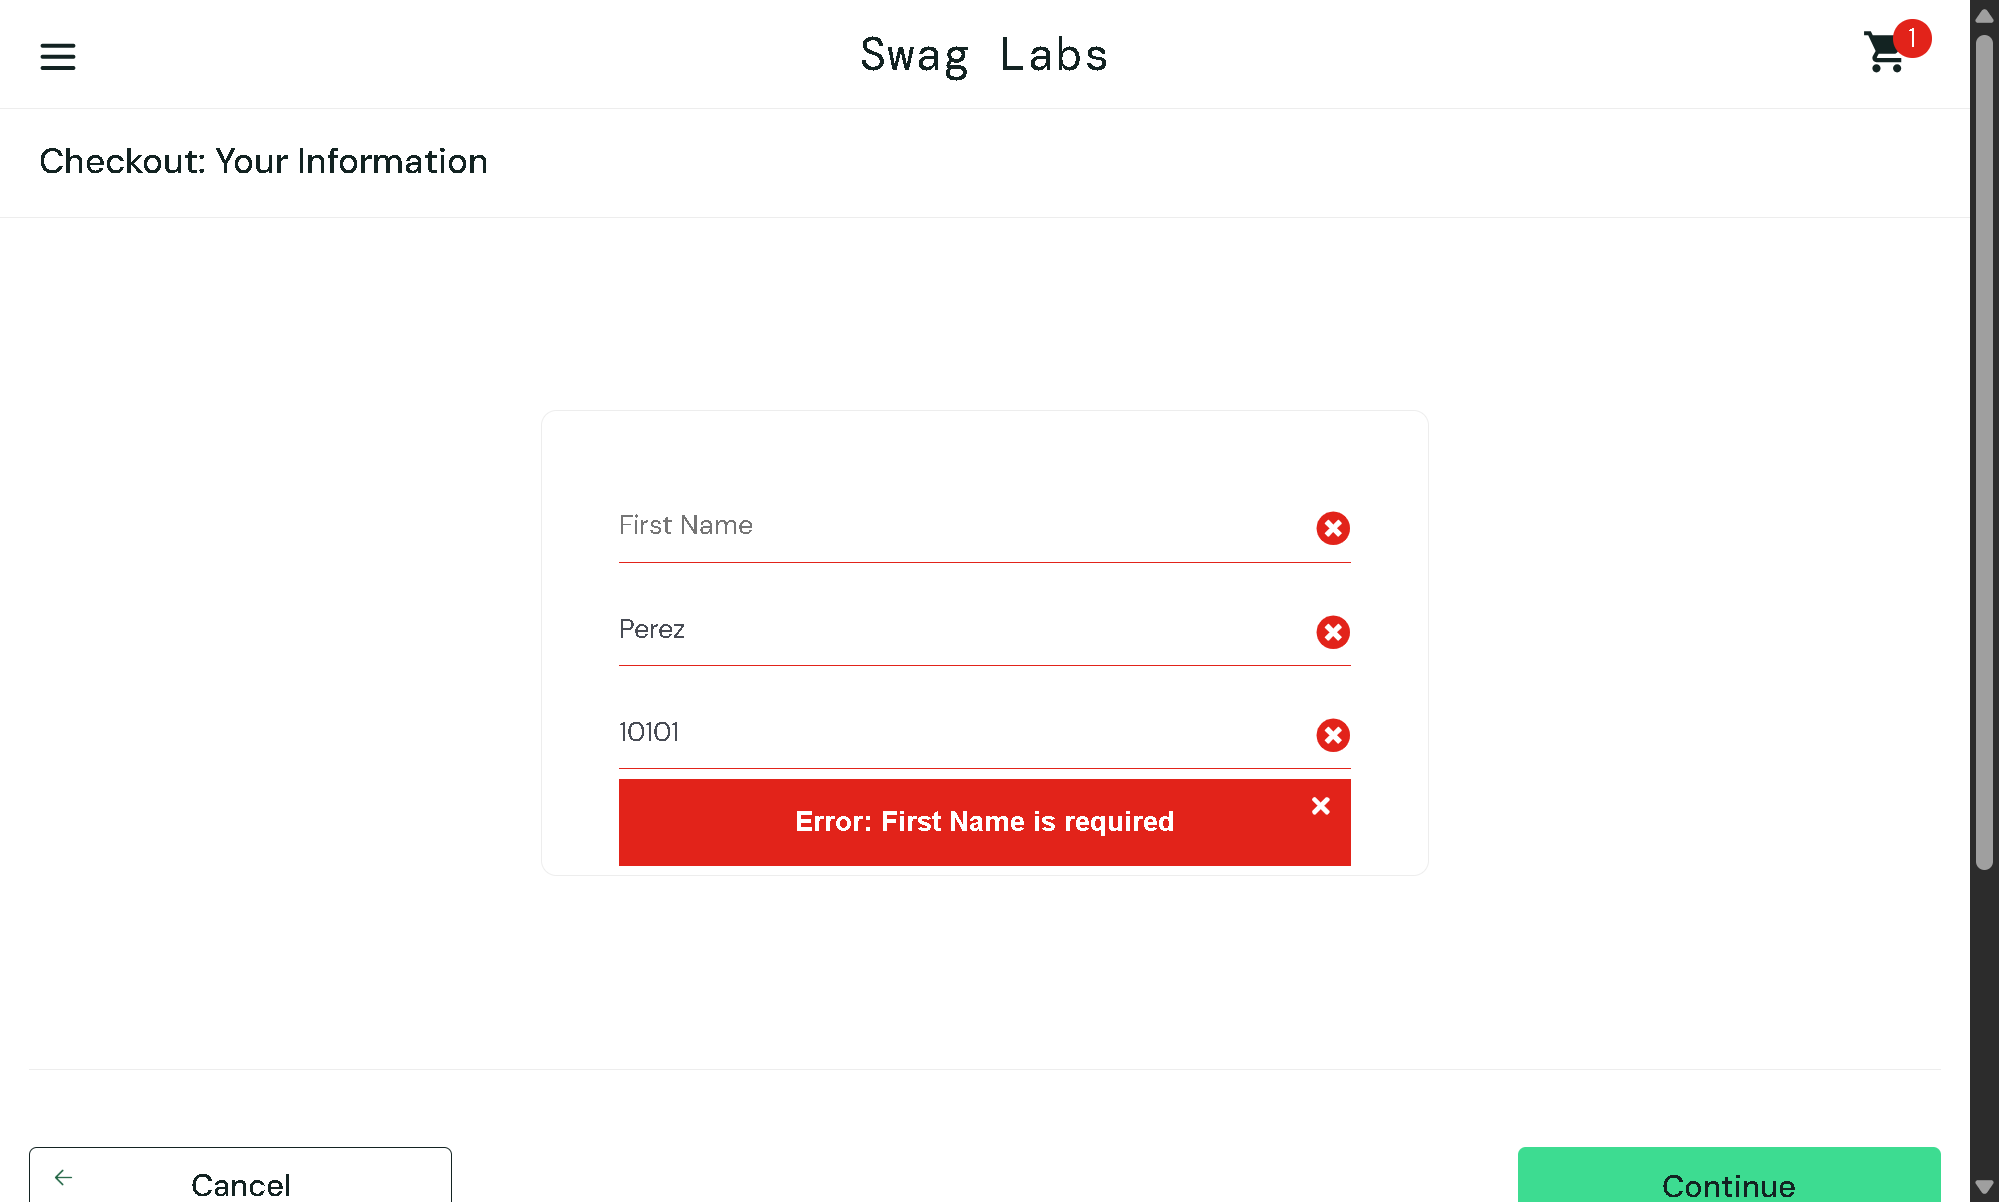 Swag Labs
1
Checkout: Your Information
First Name
Perez
10101
Error: First Name is required
Cancel
Continue